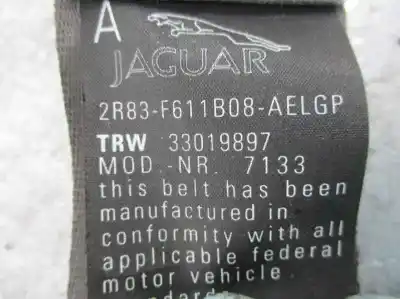 A
JAGUAR
2R83-F611B08-AELGP
TRW 33019897
MOD.-NR. 7133
this belt has been
manufactured in
conformity with all
applicable federal
motor vehicle